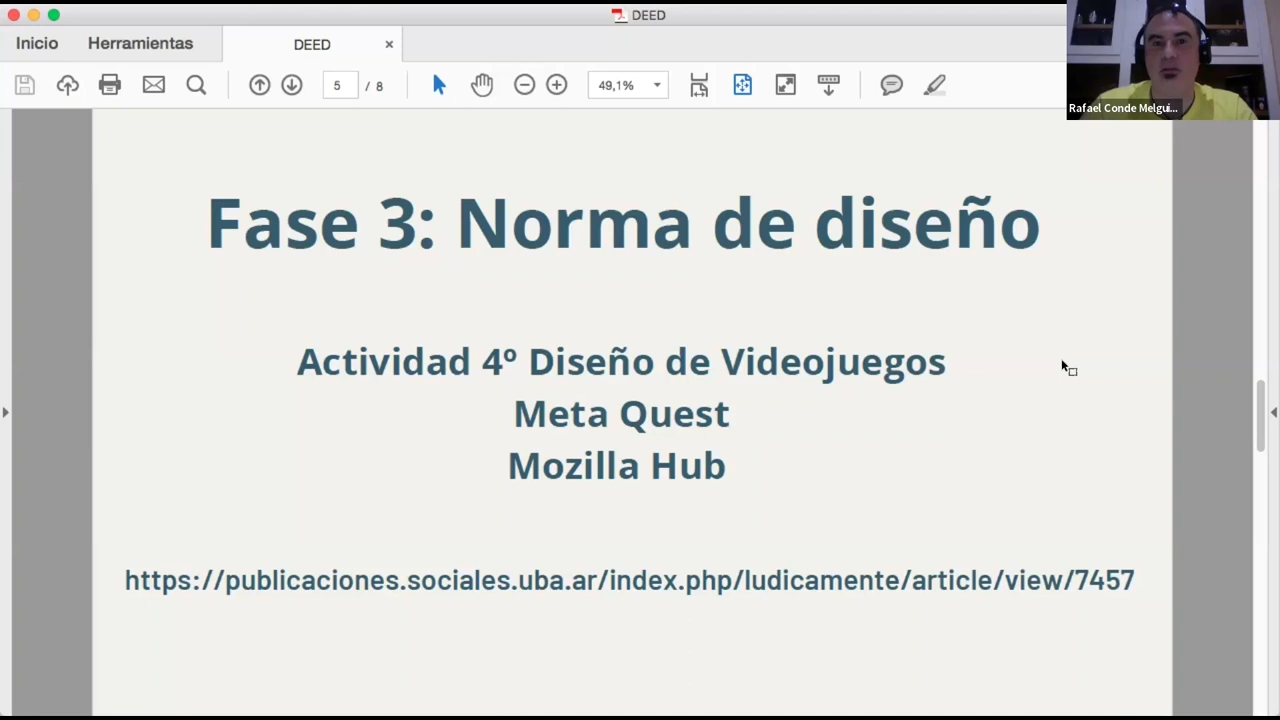 DEED
Inicio
Herramientas
DEED
5 / 8
49,1%
Rafael Conde Melgui...
Fase 3: Norma de diseño
Actividad 4º Diseño de Videojuegos
Meta Quest
Mozilla Hub
https://publicaciones.sociales.uba.ar/index.php/ludicamente/article/view/7457